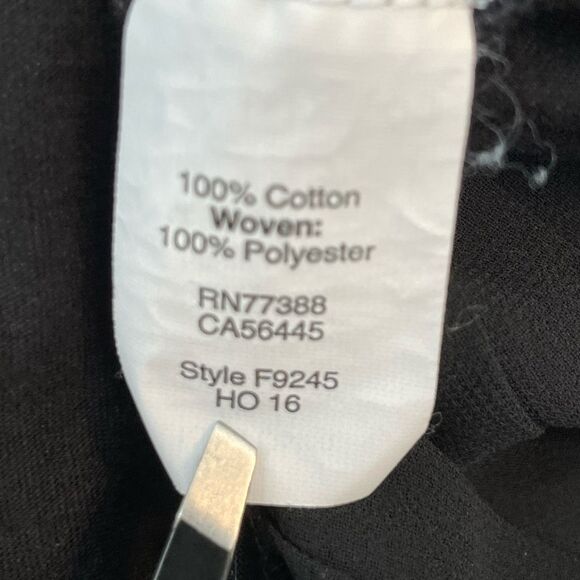 100% Cotton
Woven:
100% Polyester
RN77388
CA56445
Style F9245
HO 16